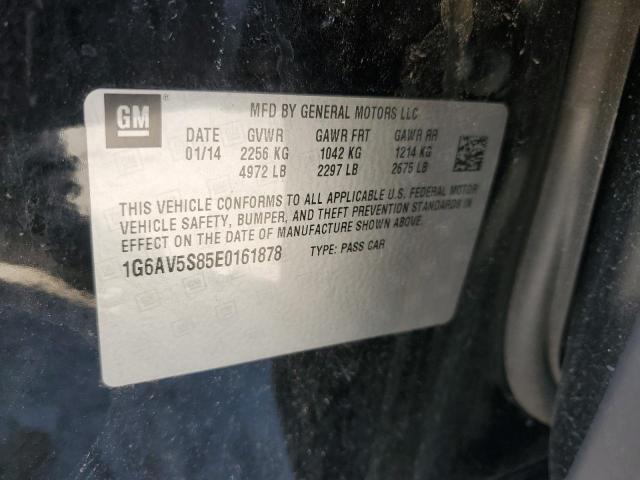 GM ®
MFD BY GENERAL MOTORS LLC
DATE GVWR GAWR FRT GAWR RR
01/14 2256 KG 1042 KG 1214 KG
4972 LB 2297 LB 2675 LB
THIS VEHICLE CONFORMS TO ALL APPLICABLE U.S. FEDERAL MOTOR
VEHICLE SAFETY, BUMPER, AND THEFT PREVENTION STANDARDS IN
EFFECT ON THE DATE OF MANUFACTURE SHOWN ABOVE.
1G6AV5S85E0161878 TYPE: PASS CAR